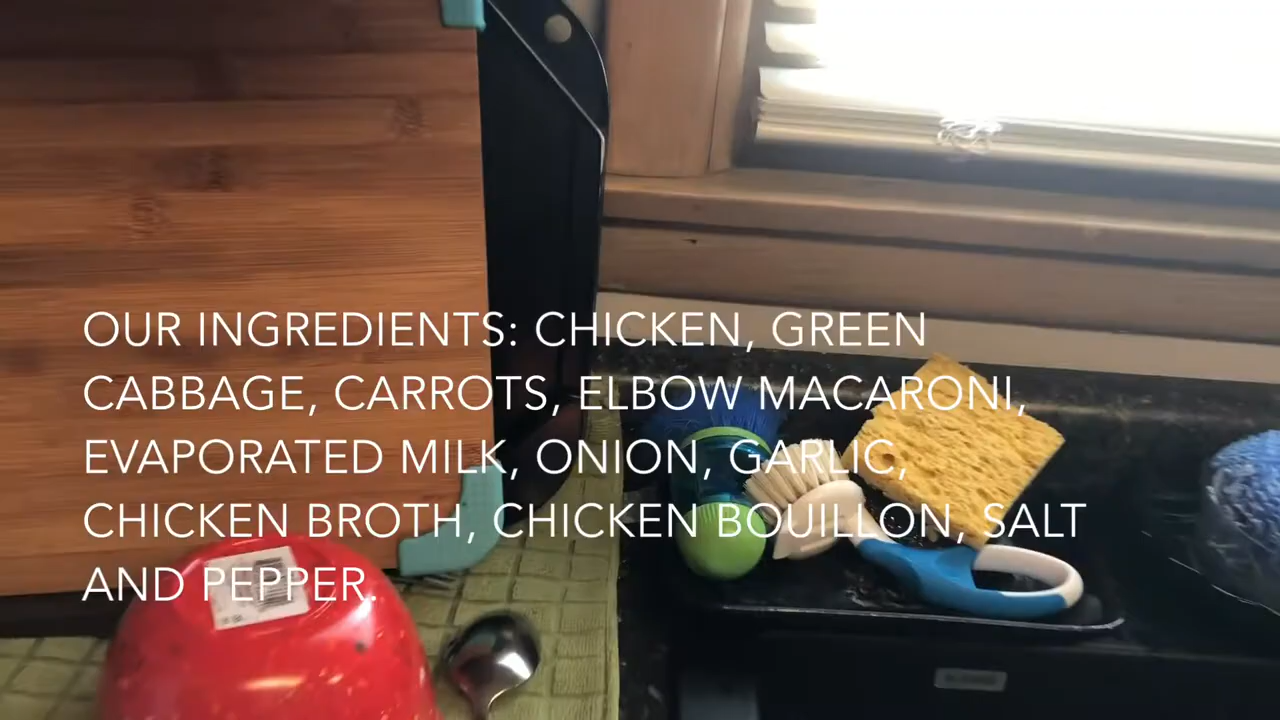 OUR INGREDIENTS: CHICKEN, GREEN
CABBAGE, CARROTS, ELBOW MACARONI,
EVAPORATED MILK, ONION, GARLIC,
CHICKEN BROTH, CHICKEN BOUILLON, SALT
AND PEPPER.